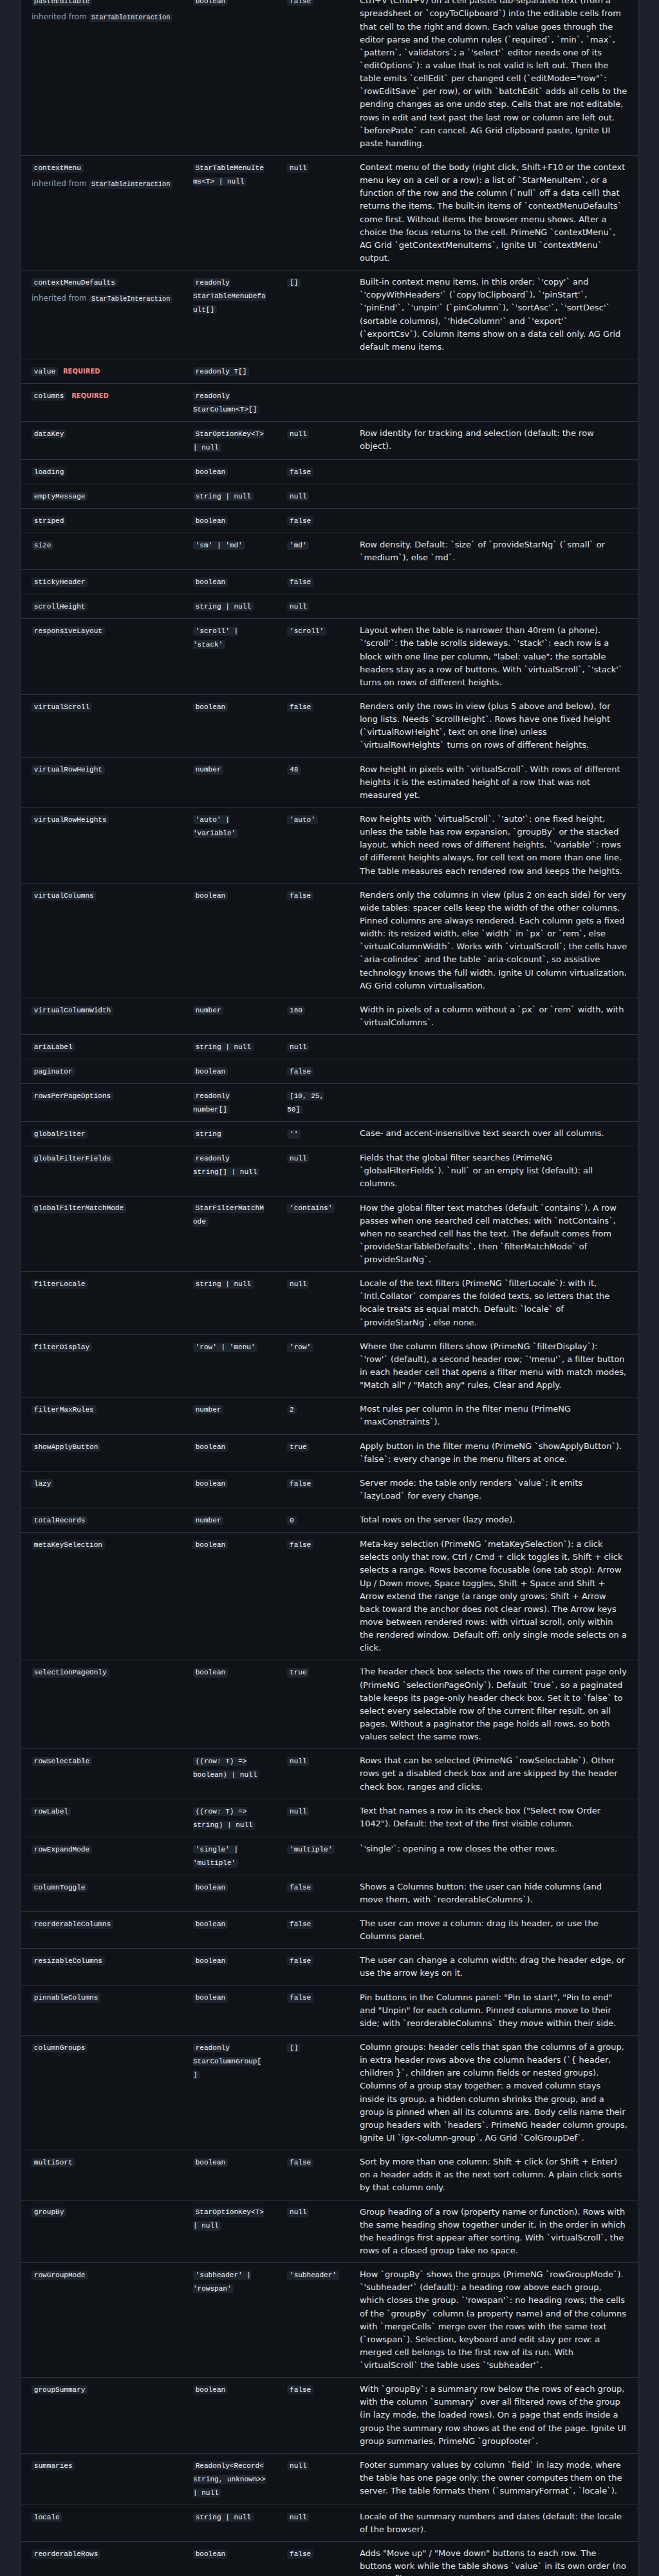 pasteEditable boolean false Ctrl+V (Cmd+V) on a cell pastes tab-separated text (from a
inherited from StarTableInteraction spreadsheet or `copyToClipboard`) into the editable cells from
that cell to the right and down. Each value goes through the
editor parse and the column rules (`required`, `min`, `max`,
`pattern`, `validators`; a `'select'` editor needs one of its
`editOptions`): a value that is not valid is left out. Then the
table emits `cellEdit` per changed cell (`editMode="row"`:
`rowEditSave` per row), or with `batchEdit` adds all cells to the
pending changes as one undo step. Cells that are not editable,
rows in edit and text past the last row or column are left out.
`beforePaste` can cancel. AG Grid clipboard paste, Ignite UI
paste handling.
contextMenu StarTableMenuIte null Context menu of the body (right click, Shift+F10 or the context
inherited from StarTableInteraction ms<T> | null menu key on a cell or a row): a list of `StarMenuItem`, or a
function of the row and the column (`null` off a data cell) that
returns the items. The built-in items of `contextMenuDefaults`
come first. Without items the browser menu shows. After a
choice the focus returns to the cell. PrimeNG `contextMenu`,
AG Grid `getContextMenuItems`, Ignite UI `contextMenu`
output.
contextMenuDefaults readonly [] Built-in context menu items, in this order: `'copy'` and
inherited from StarTableInteraction StarTableMenuDefa `'copyWithHeaders'` (`copyToClipboard`), `'pinStart'`,
ult[] `'pinEnd'`, `'unpin'` (`pinColumn`), `'sortAsc'`, `'sortDesc'`
(sortable columns), `'hideColumn'` and `'export'`
(`exportCsv`). Column items show on a data cell only. AG Grid
default menu items.
value REQUIRED readonly T[]
columns REQUIRED readonly
StarColumn<T>[]
dataKey StarOptionKey<T> null Row identity for tracking and selection (default: the row
| null object).
loading boolean false
emptyMessage string | null null
striped boolean false
size 'sm' | 'md' 'md' Row density. Default: `size` of `provideStarNg` (`small` or
`medium`), else `md`.
stickyHeader boolean false
scrollHeight string | null null
responsiveLayout 'scroll' | 'scroll' Layout when the table is narrower than 40rem (a phone).
'stack' `'scroll'`: the table scrolls sideways. `'stack'`: each row is a
block with one line per column, "label: value"; the sortable
headers stay as a row of buttons. With `virtualScroll`, `'stack'`
turns on rows of different heights.
virtualScroll boolean false Renders only the rows in view (plus 5 above and below), for
long lists. Needs `scrollHeight`. Rows have one fixed height
(`virtualRowHeight`, text on one line) unless
`virtualRowHeights` turns on rows of different heights.
virtualRowHeight number 48 Row height in pixels with `virtualScroll`. With rows of different
heights it is the estimated height of a row that was not
measured yet.
virtualRowHeights 'auto' | 'auto' Row heights with `virtualScroll`. `'auto'`: one fixed height,
'variable' unless the table has row expansion, `groupBy` or the stacked
layout, which need rows of different heights. `'variable'`: rows
of different heights always, for cell text on more than one line.
The table measures each rendered row and keeps the heights.
virtualColumns boolean false Renders only the columns in view (plus 2 on each side) for very
wide tables: spacer cells keep the width of the other columns.
Pinned columns are always rendered. Each column gets a fixed
width: its resized width, else `width` in `px` or `rem`, else
`virtualColumnWidth`. Works with `virtualScroll`; the cells have
`aria-colindex` and the table `aria-colcount`, so assistive
technology knows the full width. Ignite UI column virtualization,
AG Grid column virtualisation.
virtualColumnWidth number 160 Width in pixels of a column without a `px` or `rem` width, with
`virtualColumns`.
ariaLabel string | null null
paginator boolean false
rowsPerPageOptions readonly [10, 25,
number[] 50]
globalFilter string '' Case- and accent-insensitive text search over all columns.
globalFilterFields readonly null Fields that the global filter searches (PrimeNG
string[] | null `globalFilterFields`). `null` or an empty list (default): all
columns.
globalFilterMatchMode StarFilterMatchM 'contains' How the global filter text matches (default `contains`). A row
ode passes when one searched cell matches; with `notContains`,
when no searched cell has the text. The default comes from
`provideStarTableDefaults`, then `filterMatchMode` of
`provideStarNg`.
filterLocale string | null null Locale of the text filters (PrimeNG `filterLocale`): with it,
`Intl.Collator` compares the folded texts, so letters that the
locale treats as equal match. Default: `locale` of
`provideStarNg`, else none.
filterDisplay 'row' | 'menu' 'row' Where the column filters show (PrimeNG `filterDisplay`):
`'row'` (default), a second header row; `'menu'`, a filter button
in each header cell that opens a filter menu with match modes,
"Match all" / "Match any" rules, Clear and Apply.
filterMaxRules number 2 Most rules per column in the filter menu (PrimeNG
`maxConstraints`).
showApplyButton boolean true Apply button in the filter menu (PrimeNG `showApplyButton`).
`false`: every change in the menu filters at once.
lazy boolean false Server mode: the table only renders `value`; it emits
`lazyLoad` for every change.
totalRecords number 0 Total rows on the server (lazy mode).
metaKeySelection boolean false Meta-key selection (PrimeNG `metaKeySelection`): a click
selects only that row, Ctrl / Cmd + click toggles it, Shift + click
selects a range. Rows become focusable (one tab stop): Arrow
Up / Down move, Space toggles, Shift + Space and Shift +
Arrow extend the range (a range only grows; Shift + Arrow
back toward the anchor does not clear rows). The Arrow keys
move between rendered rows: with virtual scroll, only within
the rendered window. Default off: only single mode selects on a
click.
selectionPageOnly boolean true The header check box selects the rows of the current page only
(PrimeNG `selectionPageOnly`). Default `true`, so a paginated
table keeps its page-only header check box. Set it to `false` to
select every selectable row of the current filter result, on all
pages. Without a paginator the page holds all rows, so both
values select the same rows.
rowSelectable ((row: T) => null Rows that can be selected (PrimeNG `rowSelectable`). Other
boolean) | null rows get a disabled check box and are skipped by the header
check box, ranges and clicks.
rowLabel ((row: T) => null Text that names a row in its check box ("Select row Order
string) | null 1042"). Default: the text of the first visible column.
rowExpandMode 'single' | 'multiple' `'single'`: opening a row closes the other rows.
'multiple'
columnToggle boolean false Shows a Columns button: the user can hide columns (and
move them, with `reorderableColumns`).
reorderableColumns boolean false The user can move a column: drag its header, or use the
Columns panel.
resizableColumns boolean false The user can change a column width: drag the header edge, or
use the arrow keys on it.
pinnableColumns boolean false Pin buttons in the Columns panel: "Pin to start", "Pin to end"
and "Unpin" for each column. Pinned columns move to their
side; with `reorderableColumns` they move within their side.
columnGroups readonly [] Column groups: header cells that span the columns of a group,
StarColumnGroup[ in extra header rows above the column headers (`{ header,
] children }`, children are column fields or nested groups).
Columns of a group stay together: a moved column stays
inside its group, a hidden column shrinks the group, and a
group is pinned when all its columns are. Body cells name their
group headers with `headers`. PrimeNG header column groups,
Ignite UI `igx-column-group`, AG Grid `ColGroupDef`.
multiSort boolean false Sort by more than one column: Shift + click (or Shift + Enter)
on a header adds it as the next sort column. A plain click sorts
by that column only.
groupBy StarOptionKey<T> null Group heading of a row (property name or function). Rows with
| null the same heading show together under it, in the order in which
the headings first appear after sorting. With `virtualScroll`, the
rows of a closed group take no space.
rowGroupMode 'subheader' | 'subheader' How `groupBy` shows the groups (PrimeNG `rowGroupMode`).
'rowspan' `'subheader'` (default): a heading row above each group,
which closes the group. `'rowspan'`: no heading rows; the cells
of the `groupBy` column (a property name) and of the columns
with `mergeCells` merge over the rows with the same text
(`rowspan`). Selection, keyboard and edit stay per row: a
merged cell belongs to the first row of its run. With
`virtualScroll` the table uses `'subheader'`.
groupSummary boolean false With `groupBy`: a summary row below the rows of each group,
with the column `summary` over all filtered rows of the group
(in lazy mode, the loaded rows). On a page that ends inside a
group the summary row shows at the end of the page. Ignite UI
group summaries, PrimeNG `groupfooter`.
summaries Readonly<Record< null Footer summary values by column `field` in lazy mode, where
string, unknown>> the table has one page only: the owner computes them on the
| null server. The table formats them (`summaryFormat`, `locale`).
locale string | null null Locale of the summary numbers and dates (default: the locale
of the browser).
reorderableRows boolean false Adds "Move up" / "Move down" buttons to each row. The
buttons work while the table shows `value` in its own order (no